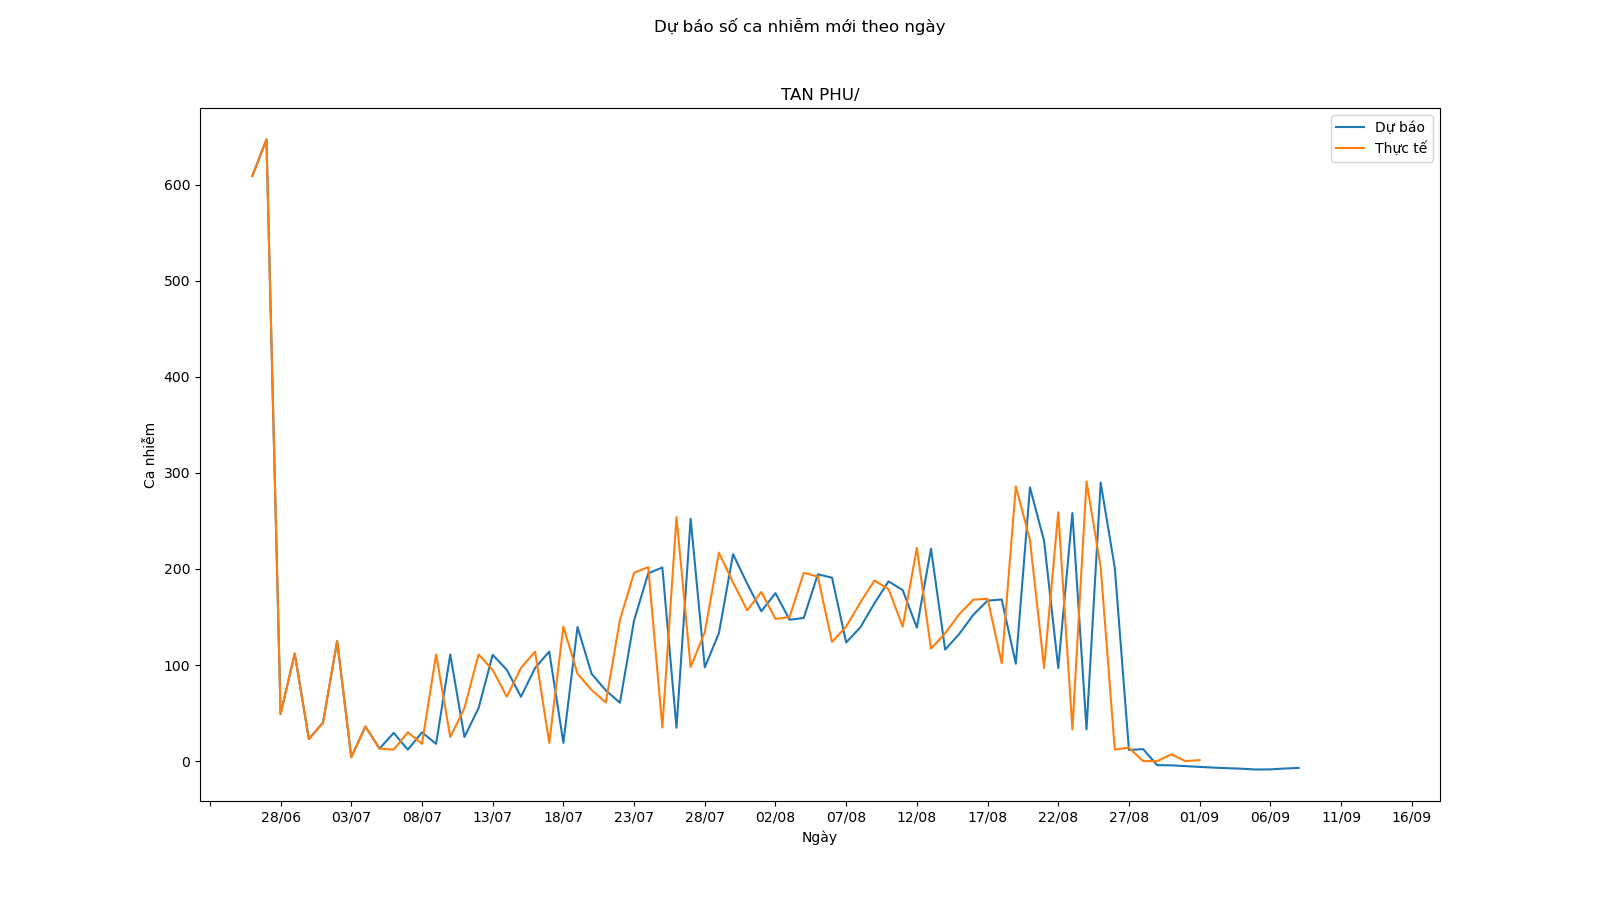 Dự báo số ca nhiễm mới theo ngày
TAN PHU/
Dự báo
Thực tế
600
500
400
300
200
100
0
Ca nhiễm
28/06 03/07 08/07 13/07 18/07 23/07 28/07 02/08 07/08 12/08 17/08 22/08 27/08 01/09 06/09 11/09 16/09
Ngày